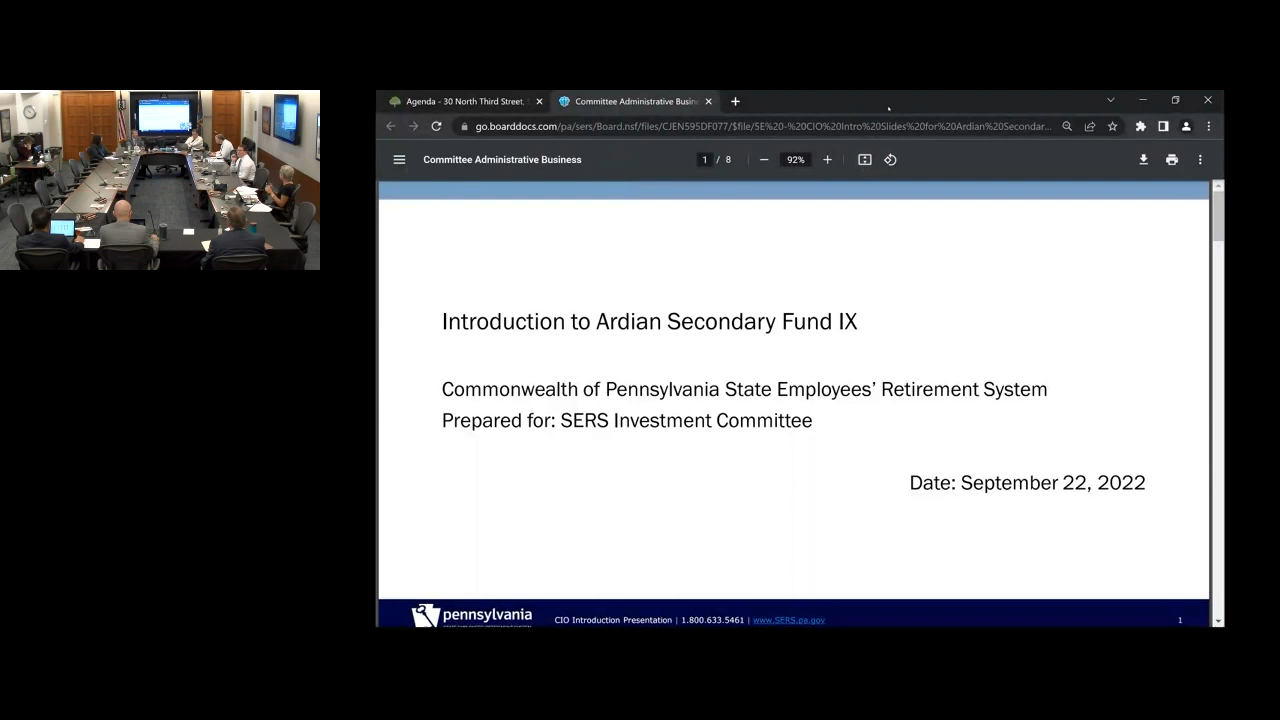 Agenda - 30 North Third Street,
Committee Administrative Busin
go.boarddocs.com/pa/sers/Board.nsf/files/CJEN595DF077/$file/5E%20-%20CIO%20Intro%20Slides%20for%20Ardian%20Secondar...
Committee Administrative Business
1 / 8
92%
Introduction to Ardian Secondary Fund IX
Commonwealth of Pennsylvania State Employees’ Retirement System
Prepared for: SERS Investment Committee
Date: September 22, 2022
pennsylvania
CIO Introduction Presentation | 1.800.633.5461 | www.SERS.pa.gov
1